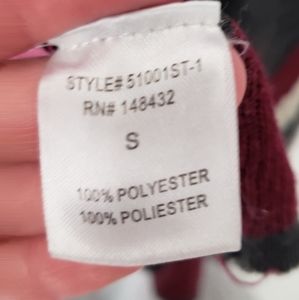 STYLE# 51001ST-1
RN# 148432
S
100% POLYESTER
100% POLIESTER